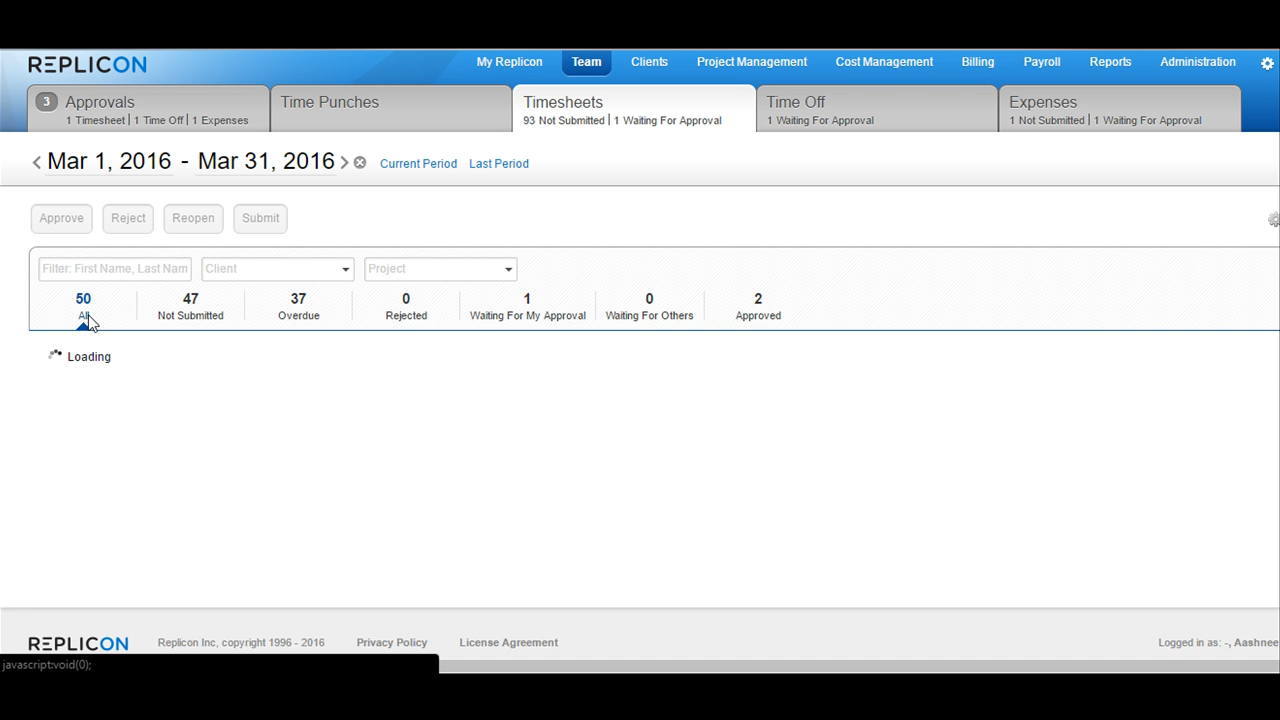 REPLICON
My Replicon Team Clients Project Management Cost Management Billing Payroll Reports Administration
3 Approvals
1 Timesheet | 1 Time Off | 1 Expenses
Time Punches
Timesheets
93 Not Submitted | 1 Waiting For Approval
Time Off
1 Waiting For Approval
Expenses
1 Not Submitted | 1 Waiting For Approval
Mar 1, 2016 - Mar 31, 2016 Current Period Last Period
Approve Reject Reopen Submit
Filter: First Name, Last Nam Client Project
50 47 37 0 1 0 2
All Not Submitted Overdue Rejected Waiting For My Approval Waiting For Others Approved
Loading
REPLICON Replicon Inc, copyright 1996 - 2016 Privacy Policy License Agreement Logged in as: -, Aashnee
javascript:void(0);